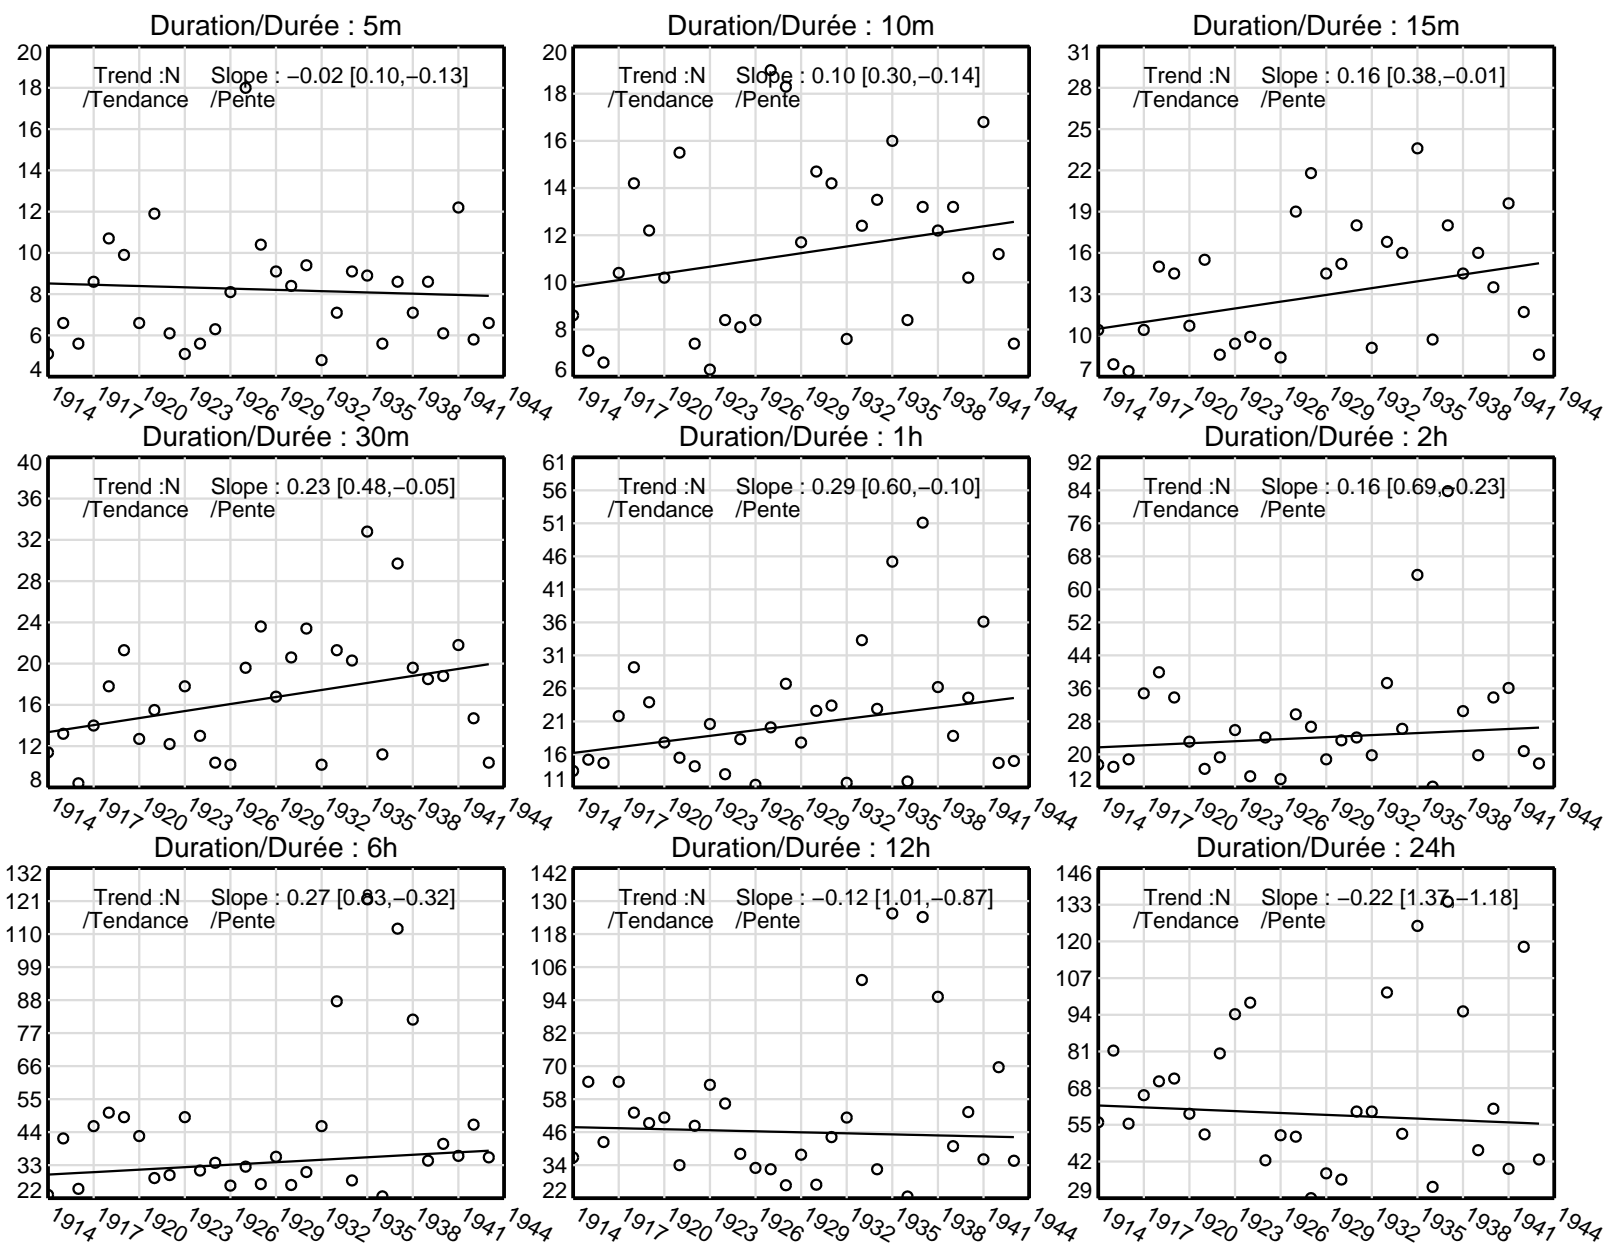 Duration/Durée : 5m
20
18
16
14
12
10
8
6
4
Trend :N Slope : −0.02 [0.10,−0.13]
/Tendance /Pente
1914 1917 1920 1923 1926 1929 1932 1935 1938 1941 1944
Duration/Durée : 10m
20
18
16
14
12
10
8
6
Trend :N Slope : 0.10 [0.30,−0.14]
/Tendance /Pente
1914 1917 1920 1923 1926 1929 1932 1935 1938 1941 1944
Duration/Durée : 15m
31
28
25
22
19
16
13
10
7
Trend :N Slope : 0.16 [0.38,−0.01]
/Tendance /Pente
1914 1917 1920 1923 1926 1929 1932 1935 1938 1941 1944
Duration/Durée : 30m
40
36
32
28
24
20
16
12
8
Trend :N Slope : 0.23 [0.48,−0.05]
/Tendance /Pente
1914 1917 1920 1923 1926 1929 1932 1935 1938 1941 1944
Duration/Durée : 1h
61
56
51
46
41
36
31
26
21
16
11
Trend :N Slope : 0.29 [0.60,−0.10]
/Tendance /Pente
1914 1917 1920 1923 1926 1929 1932 1935 1938 1941 1944
Duration/Durée : 2h
92
84
76
68
60
52
44
36
28
20
12
Trend :N Slope : 0.16 [0.69,−0.23]
/Tendance /Pente
1914 1917 1920 1923 1926 1929 1932 1935 1938 1941 1944
Duration/Durée : 6h
132
121
110
99
88
77
66
55
44
33
22
Trend :N Slope : 0.27 [0.83,−0.32]
/Tendance /Pente
1914 1917 1920 1923 1926 1929 1932 1935 1938 1941 1944
Duration/Durée : 12h
142
130
118
106
94
82
70
58
46
34
22
Trend :N Slope : −0.12 [1.01,−0.87]
/Tendance /Pente
1914 1917 1920 1923 1926 1929 1932 1935 1938 1941 1944
Duration/Durée : 24h
146
133
120
107
94
81
68
55
42
29
Trend :N Slope : −0.22 [1.37,−1.18]
/Tendance /Pente
1914 1917 1920 1923 1926 1929 1932 1935 1938 1941 1944